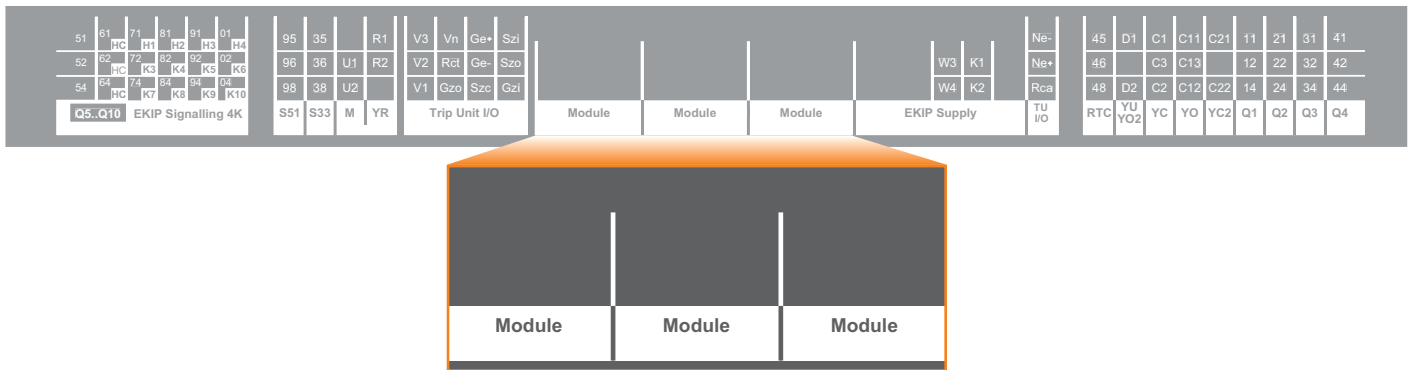 51 61 HC 71 H1 81 H2 91 H3 01 H4 95 35 R1 V3 Vn Ge+ Szi Ne- 45 D1 C1 C11 C21 11 21 31 41
52 62 HC 72 K3 82 K4 92 K5 02 K6 96 36 U1 R2 V2 Rct Ge- Szo W3 K1 Ne+ 46 C3 C13 12 22 32 42
54 64 HC 74 K7 84 K8 94 K9 04 K10 98 38 U2 V1 Gzo Szc Gzi W4 K2 Rca 48 D2 C2 C12 C22 14 24 34 44
Q5..Q10 EKIP Signalling 4K S51 S33 M YR Trip Unit I/O Module Module Module EKIP Supply TU I/O RTC YU YO2 YC YO YC2 Q1 Q2 Q3 Q4
Module Module Module